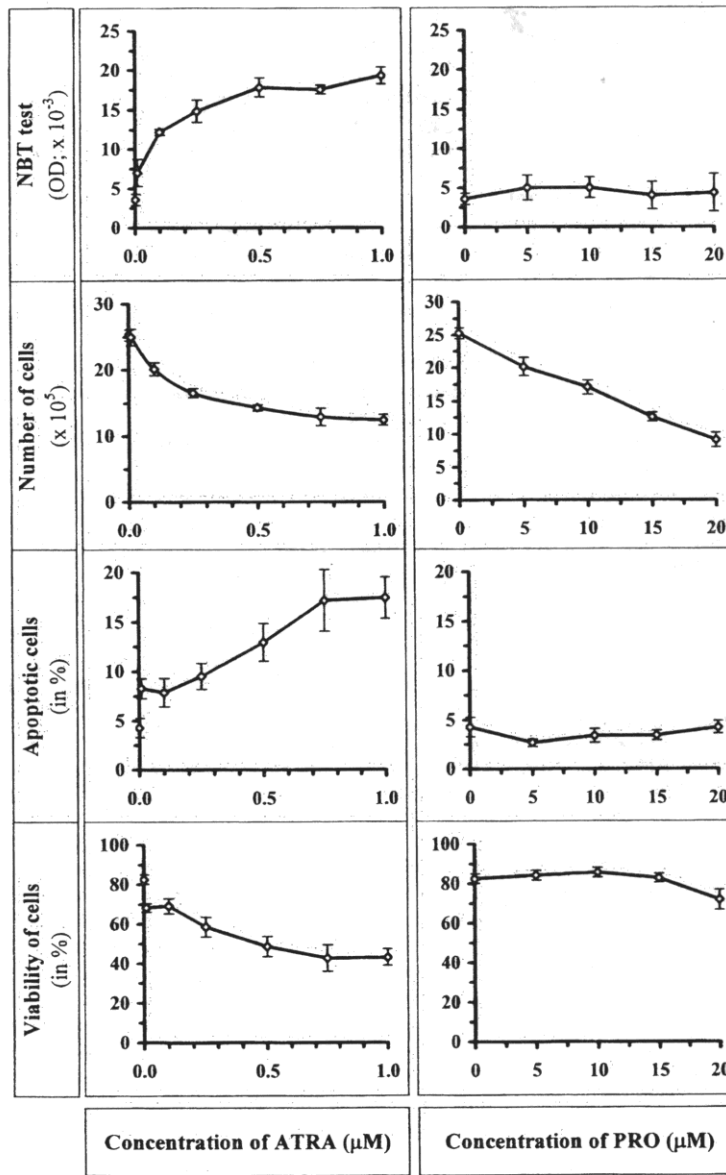 NBT test
(OD; x 10⁻³)
25
20
15
10
5
0
0.0 0.5 1.0
25
20
15
10
5
0
0 5 10 15 20
Number of cells
(x 10⁵)
30
20
10
0
0.0 0.5 1.0
30
25
20
15
10
5
0
0 5 10 15 20
Apoptotic cells
(in %)
20
15
10
5
0
0.0 0.5 1.0
20
15
10
5
0
0 5 10 15 20
Viability of cells
(in %)
100
80
60
40
20
0
0.0 0.5 1.0
100
80
60
40
20
0
0 5 10 15 20
Concentration of ATRA (µM)
Concentration of PRO (µM)